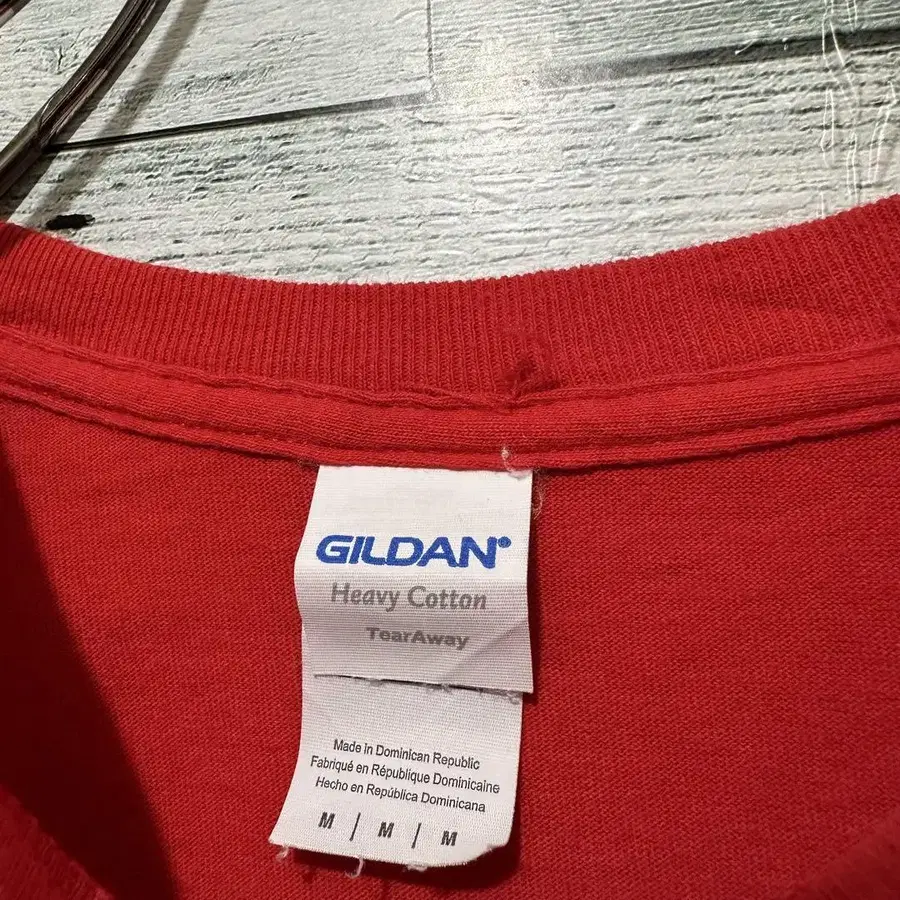 GILDAN®
Heavy Cotton
TearAway
Made in Dominican Republic
Fabriqué en République Dominicaine
Hecho en República Dominicana
M / M / M